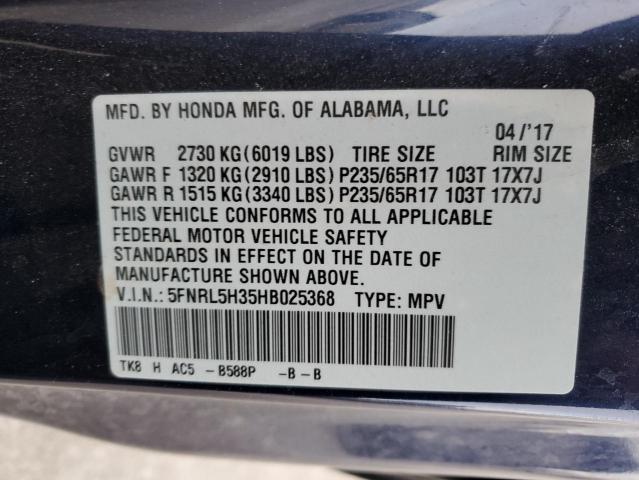 MFD. BY HONDA MFG. OF ALABAMA, LLC
04/'17
GVWR 2730 KG(6019 LBS) TIRE SIZE RIM SIZE
GAWR F 1320 KG(2910 LBS)P235/65R17 103T 17X7J
GAWR R 1515 KG(3340 LBS)P235/65R17 103T 17X7J
THIS VEHICLE CONFORMS TO ALL APPLICABLE
FEDERAL MOTOR VEHICLE SAFETY
STANDARDS IN EFFECT ON THE DATE OF
MANUFACTURE SHOWN ABOVE.
V.I.N.:5FNRL5H35HB025368 TYPE: MPV
TK8 H AC5 -B588P -B-B